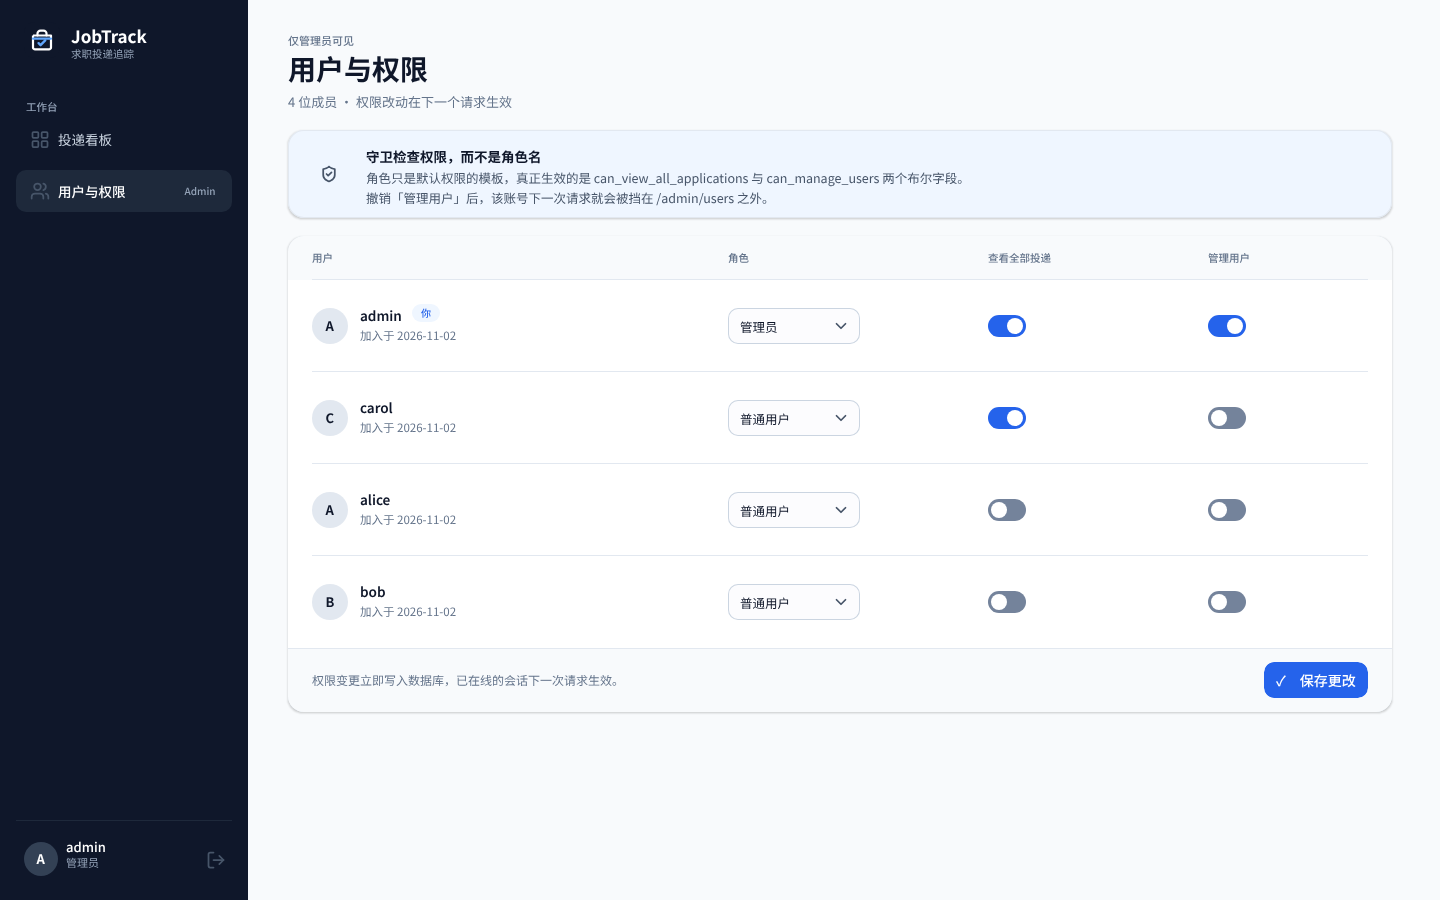 JobTrack
求职投递追踪
工作台
投递看板
用户与权限 Admin
A admin
管理员
仅管理员可见
用户与权限
4 位成员 · 权限改动在下一个请求生效
守卫检查权限，而不是角色名
角色只是默认权限的模板，真正生效的是 can_view_all_applications 与 can_manage_users 两个布尔字段。
撤销「管理用户」后，该账号下一次请求就会被挡在 /admin/users 之外。
用户 角色 查看全部投递 管理用户
A admin 你 管理员
加入于 2026-11-02
C carol 普通用户
加入于 2026-11-02
A alice 普通用户
加入于 2026-11-02
B bob 普通用户
加入于 2026-11-02
权限变更立即写入数据库，已在线的会话下一次请求生效。 ✓ 保存更改